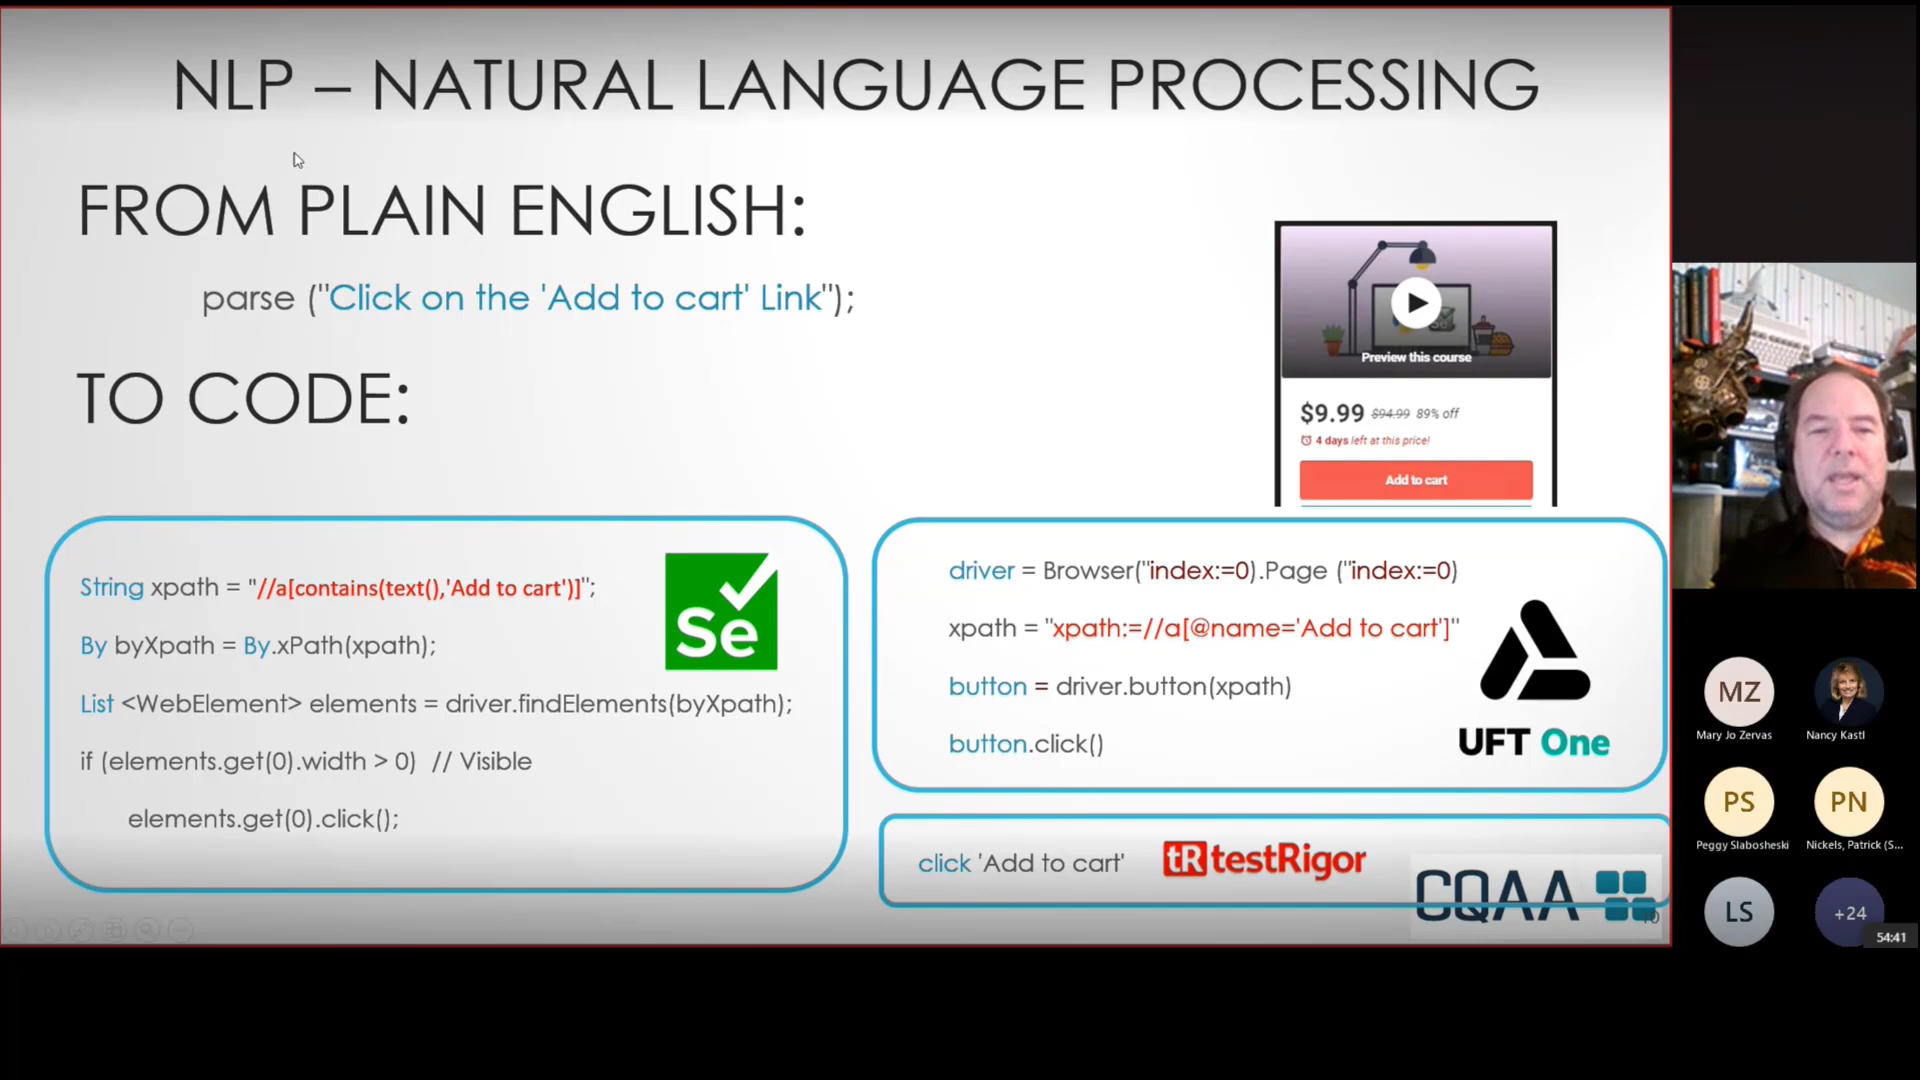 NLP – NATURAL LANGUAGE PROCESSING
FROM PLAIN ENGLISH:
parse ("Click on the 'Add to cart' Link");
TO CODE:
Preview this course
$9.99 $94.99 89% off
4 days left at this price!
Add to cart
String xpath = "//a[contains(text(),'Add to cart')]";
By byXpath = By.xPath(xpath);
List <WebElement> elements = driver.findElements(byXpath);
if (elements.get(0).width > 0) // Visible
elements.get(0).click();
Se
driver = Browser("index:=0).Page ("index:=0)
xpath = "xpath:=//a[@name='Add to cart']"
button = driver.button(xpath)
button.click()
UFT One
click 'Add to cart'
tR testRigor
CQAA
10
MZ
Mary Jo Zervas
Nancy Kastl
PS
Peggy Slabosheski
PN
Nickels, Patrick (S...
LS
+24
54:41